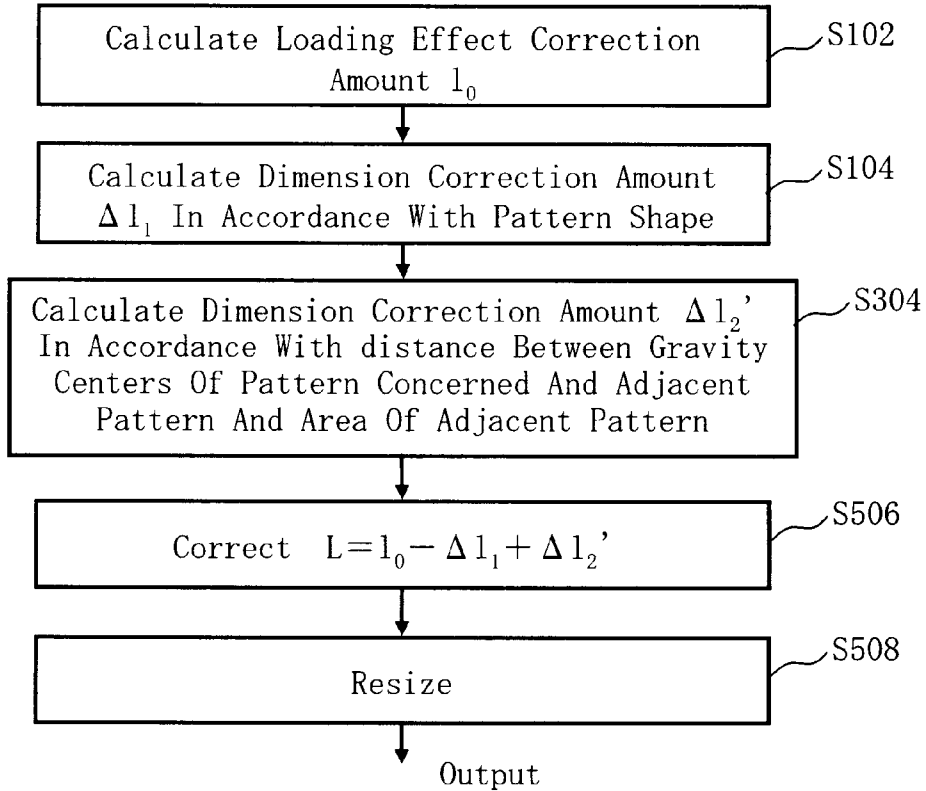 Calculate Loading Effect Correction
Amount l₀
S102
Calculate Dimension Correction Amount
Δl₁ In Accordance With Pattern Shape
S104
Calculate Dimension Correction Amount Δl₂’
In Accordance With distance Between Gravity
Centers Of Pattern Concerned And Adjacent
Pattern And Area Of Adjacent Pattern
S304
Correct L=l₀−Δl₁+Δl₂’
S506
Resize
S508
Output